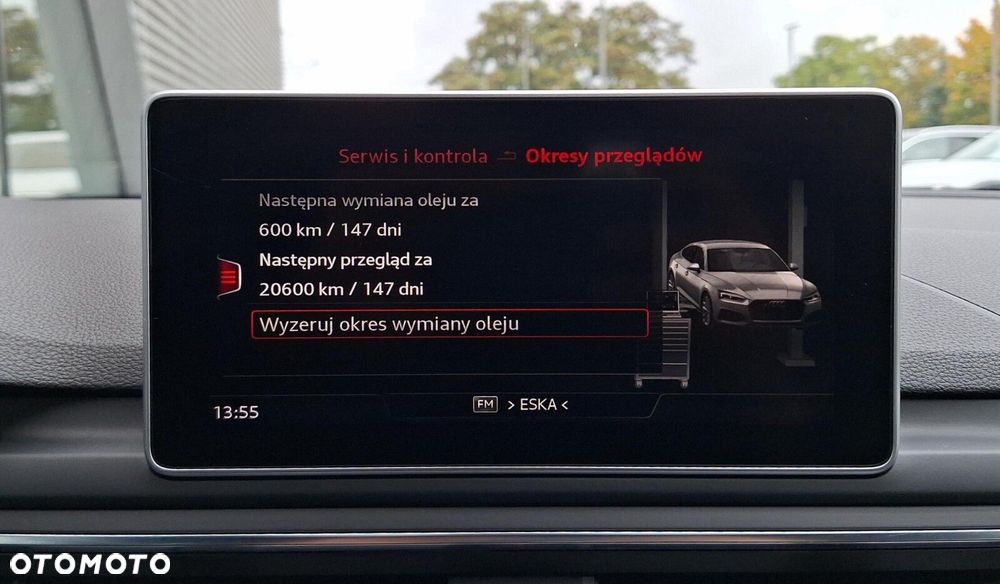 Serwis i kontrola Okresy przeglądów
Następna wymiana oleju za
600 km / 147 dni
Następny przegląd za
20600 km / 147 dni
Wyzeruj okres wymiany oleju
13:55
FM > ESKA <
OTOMOTO